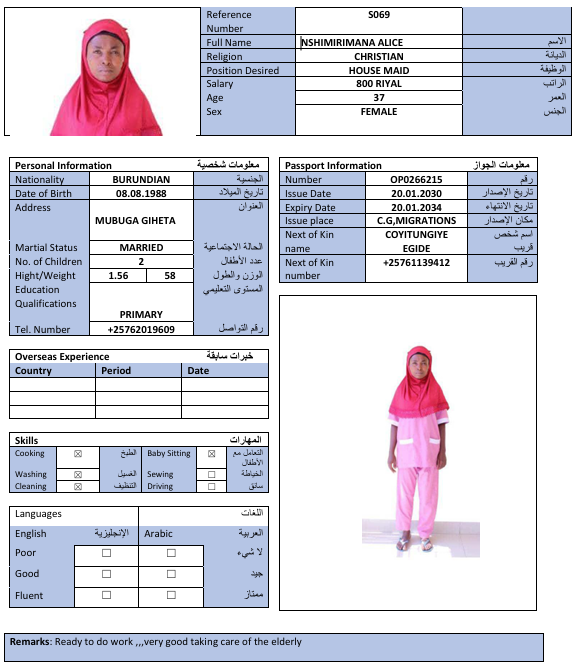 Reference Number S069
Full Name NSHIMIRIMANA ALICE الاسم
Religion CHRISTIAN الديانة
Position Desired HOUSE MAID الوظيفة
Salary 800 RIYAL الراتب
Age 37 العمر
Sex FEMALE الجنس
Personal Information معلومات شخصية
Nationality BURUNDIAN الجنسية
Date of Birth 08.08.1988 تاريخ الميلاد
Address MUBUGA GIHETA العنوان
Martial Status MARRIED الحالة الاجتماعية
No. of Children 2 عدد الأطفال
Hight/Weight 1.56 58 الوزن والطول
Education Qualifications PRIMARY المستوى التعليمي
Tel. Number +25762019609 رقم التواصل
Passport Information معلومات الجواز
Number OP0266215 رقم
Issue Date 20.01.2030 تاريخ الإصدار
Expiry Date 20.01.2034 تاريخ الانتهاء
Issue place C.G,MIGRATIONS مكان الإصدار
Next of Kin name COYITUNGIYE EGIDE اسم شخص قريب
Next of Kin number +25761139412 رقم القريب
Overseas Experience خبرات سابقة
Country Period Date
Skills المهارات
Cooking ☒ الطبخ Baby Sitting ☒ التعامل مع الأطفال
Washing ☒ الغسيل Sewing ☐ الخياطة
Cleaning ☒ التنظيف Driving ☐ سائق
Languages اللغات
English الإنجليزية Arabic العربية
Poor ☐ ☐ لا شيء
Good ☐ ☐ جيد
Fluent ☐ ☐ ممتاز
Remarks: Ready to do work ,,,very good taking care of the elderly